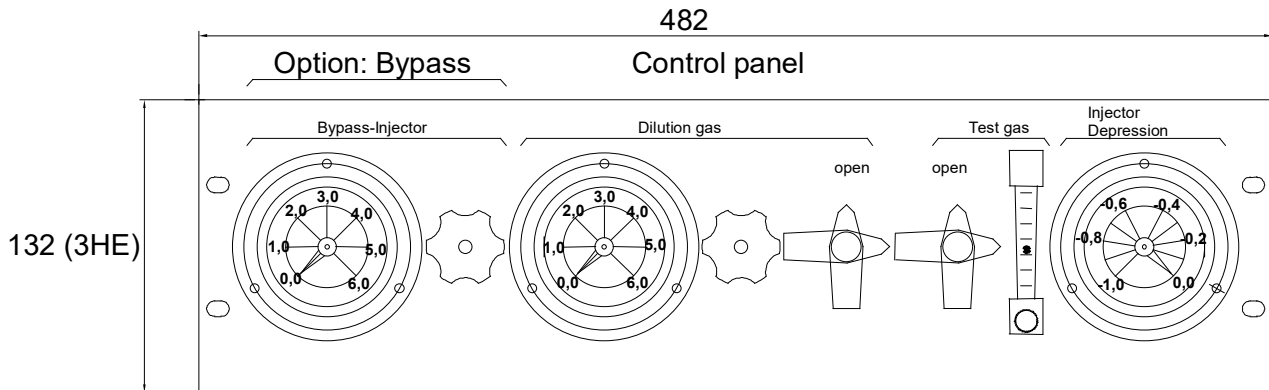 482
Option: Bypass
Control panel
132 (3HE)
Bypass-Injector
Dilution gas
Test gas
Injector
Depression
open
open
0,0
1,0
2,0
3,0
4,0
5,0
6,0
0,0
1,0
2,0
3,0
4,0
5,0
6,0
-1,0
-0,8
-0,6
-0,4
-0,2
0,0